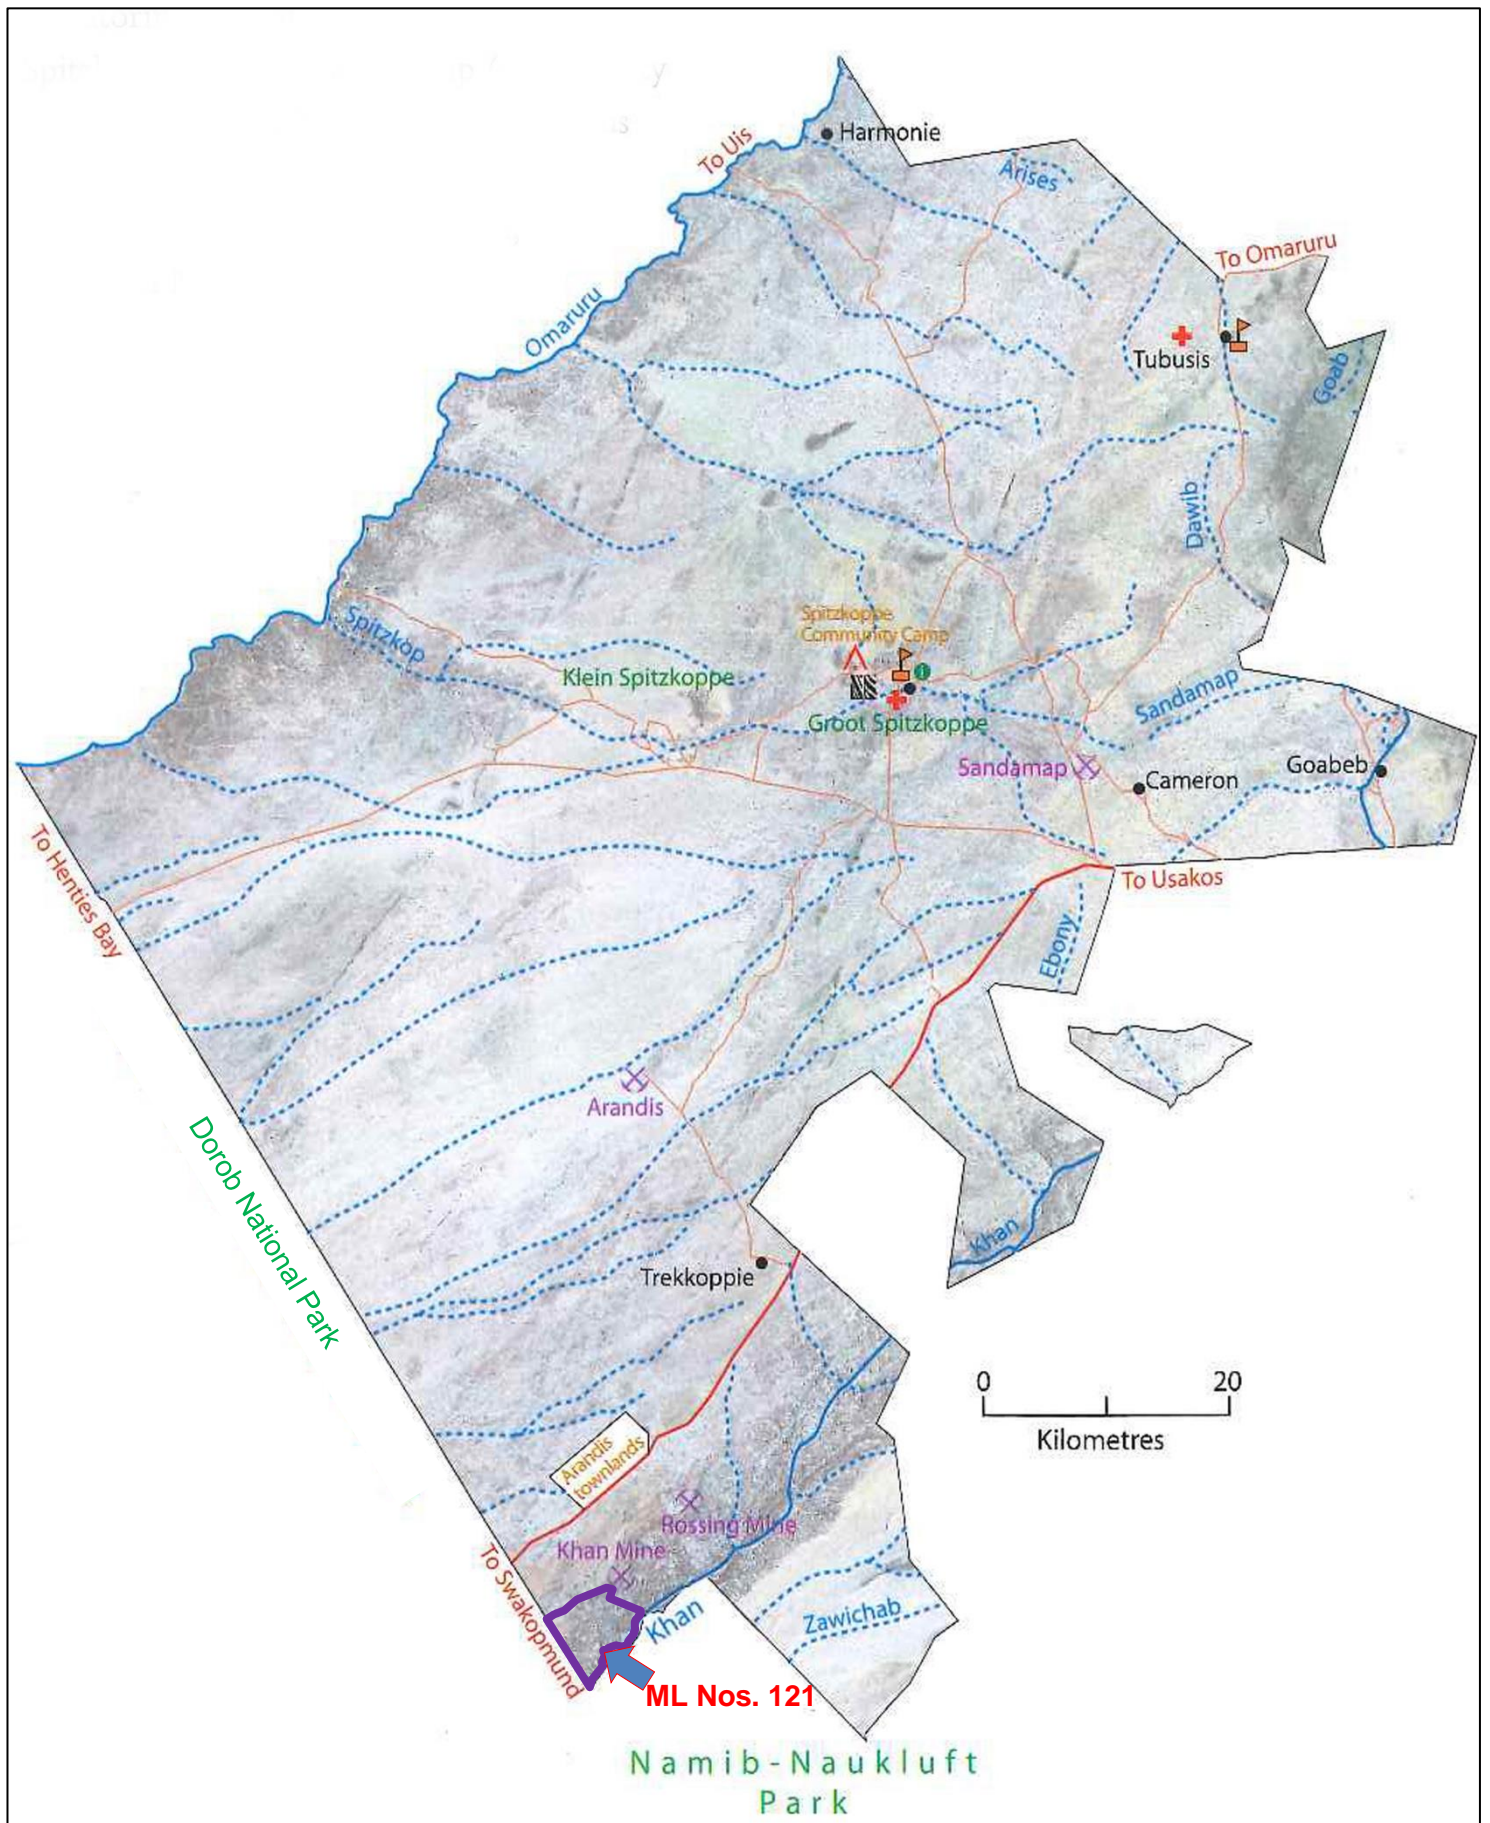 Harmonie
To Uis
Arises
To Omaruru
Omaruru
Tubusis
Goab
Dawib
Spitzkoppe
Community Camp
Spitzkop
Klein Spitzkoppe
Groot Spitzkoppe
i
Sandamap
Sandamap
Cameron
Goabeb
To Henties Bay
To Usakos
Ebony
Arandis
Dorob National Park
Khan
Trekkoppie
0 20
Kilometres
Arandis
townlands
Rossing Mine
Khan Mine
To Swakopmund
Khan
Zawichab
ML Nos. 121
Namib-Naukluft
Park